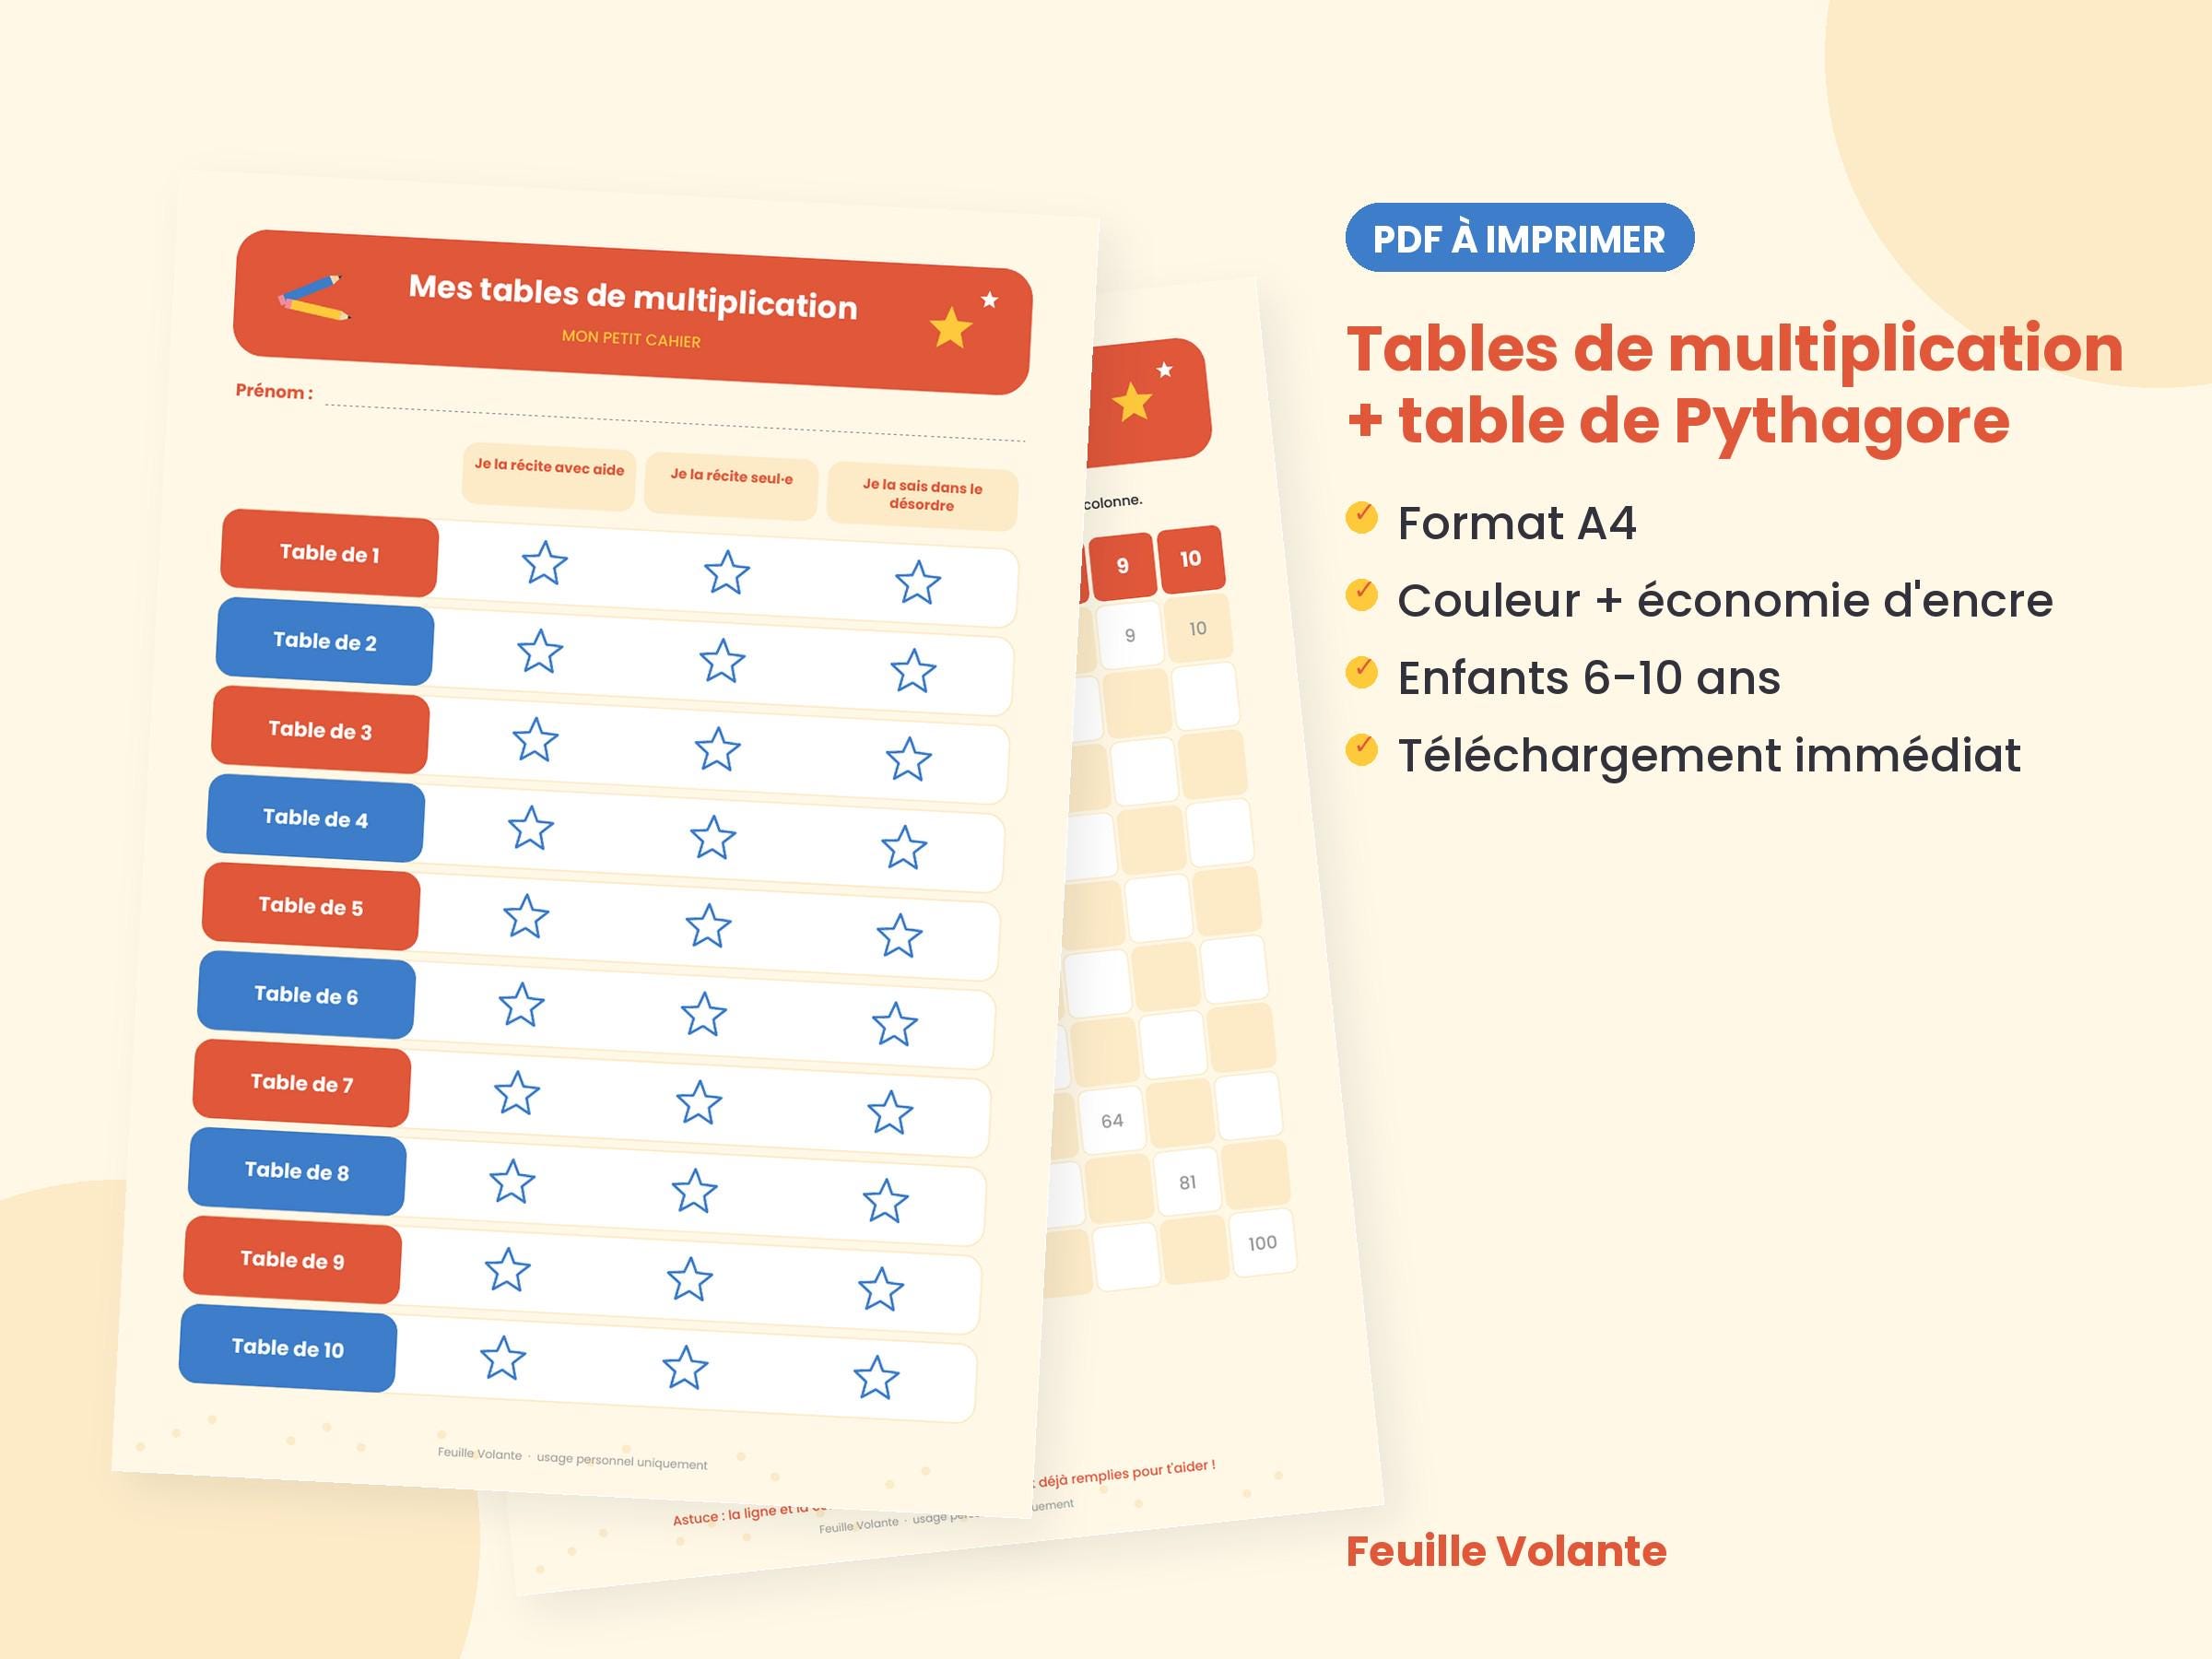 Mes tables de multiplication
MON PETIT CAHIER
Prénom :
Je la récite avec aide
Je la récite seul·e
Je la sais dans le
désordre
Table de 1
Table de 2
Table de 3
Table de 4
Table de 5
Table de 6
Table de 7
Table de 8
Table de 9
Table de 10
Feuille Volante · usage personnel uniquement
colonne.
9 10
9 10
64
81
100
Astuce : la ligne et la
déjà remplies pour t'aider !
Feuille Volante · usage
PDF À IMPRIMER
Tables de multiplication
+ table de Pythagore
✓ Format A4
✓ Couleur + économie d'encre
✓ Enfants 6-10 ans
✓ Téléchargement immédiat
Feuille Volante